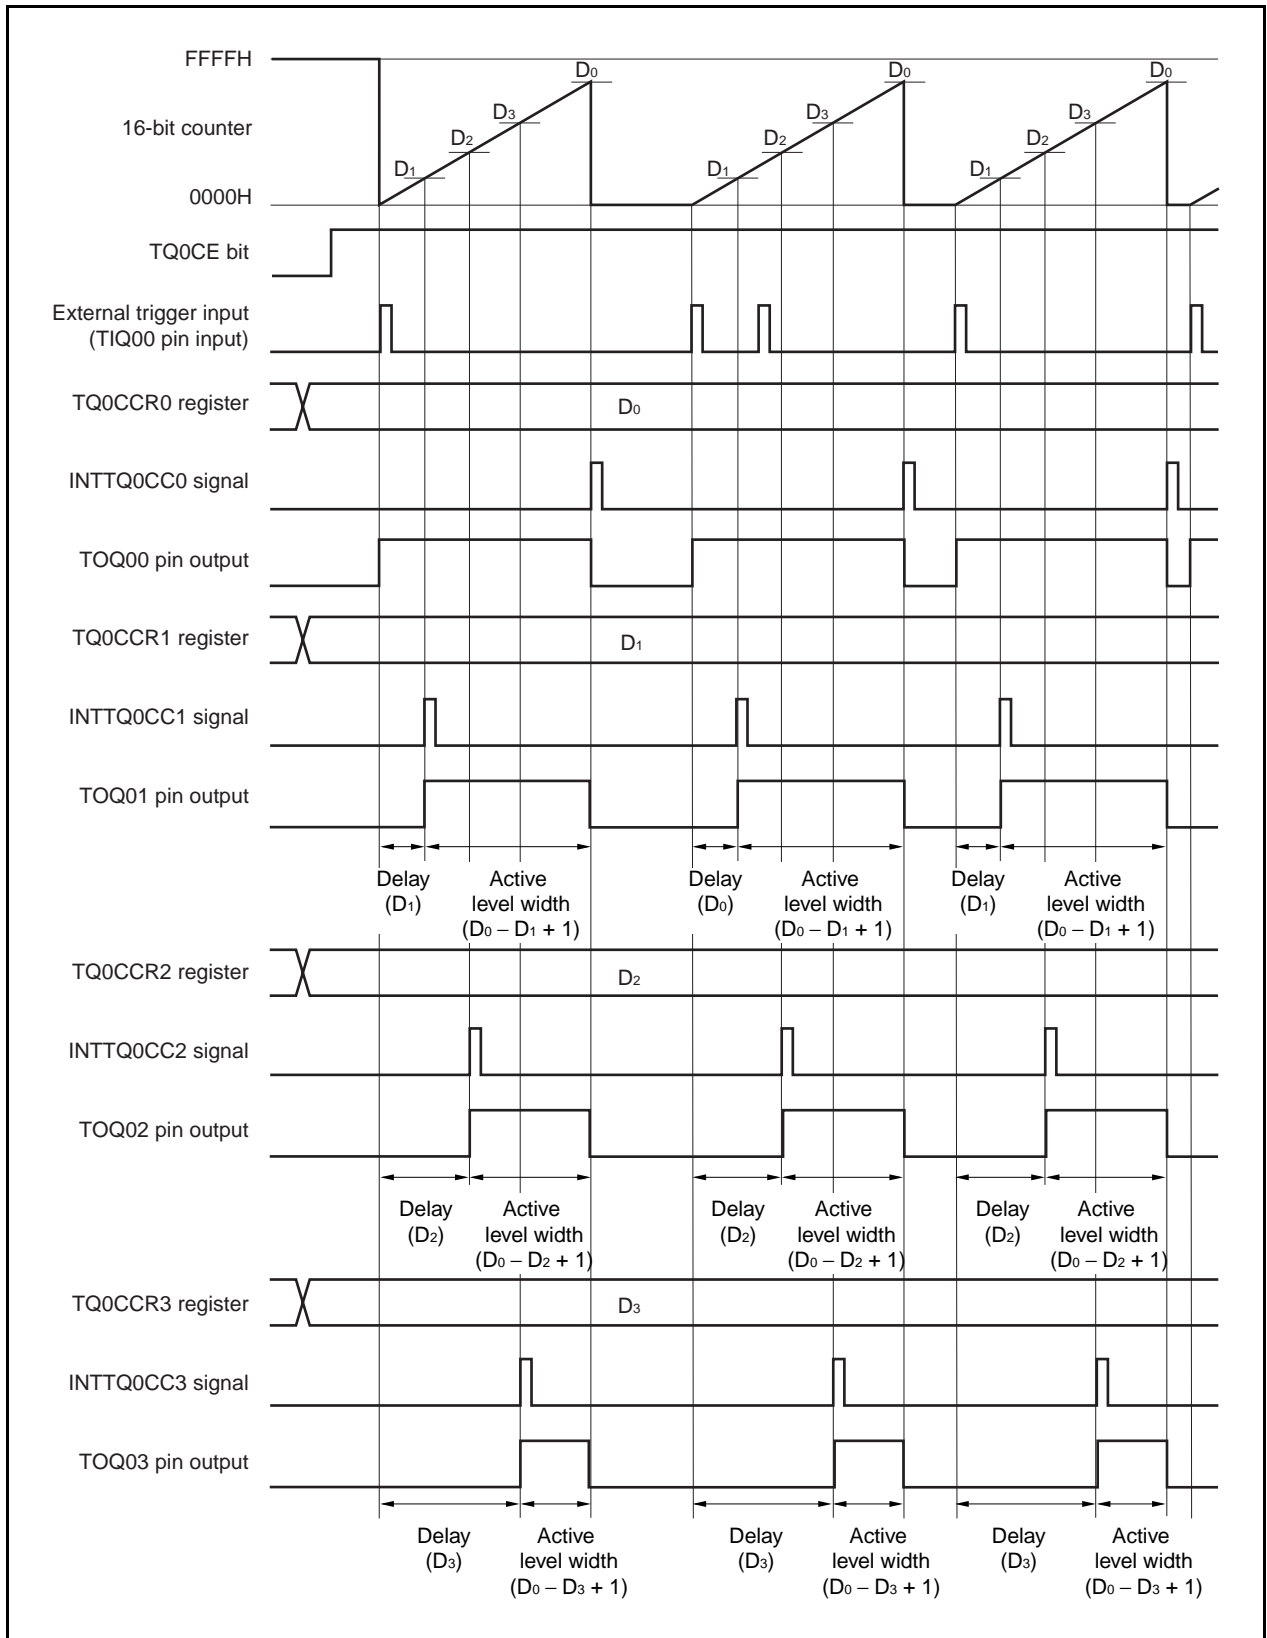 FFFFH
D0 D0 D0
16-bit counter
D3 D3 D3
D2 D2 D2
D1 D1 D1
0000H
TQ0CE bit
External trigger input
(TIQ00 pin input)
TQ0CCR0 register
D0
INTTQ0CC0 signal
TOQ00 pin output
TQ0CCR1 register
D1
INTTQ0CC1 signal
TOQ01 pin output
Delay Active Delay Active Delay Active
(D1) level width (D0) level width (D1) level width
(D0 – D1 + 1) (D0 – D1 + 1) (D0 – D1 + 1)
TQ0CCR2 register
D2
INTTQ0CC2 signal
TOQ02 pin output
Delay Active Delay Active Delay Active
(D2) level width (D2) level width (D2) level width
(D0 – D2 + 1) (D0 – D2 + 1) (D0 – D2 + 1)
TQ0CCR3 register
D3
INTTQ0CC3 signal
TOQ03 pin output
Delay Active Delay Active Delay Active
(D3) level width (D3) level width (D3) level width
(D0 – D3 + 1) (D0 – D3 + 1) (D0 – D3 + 1)